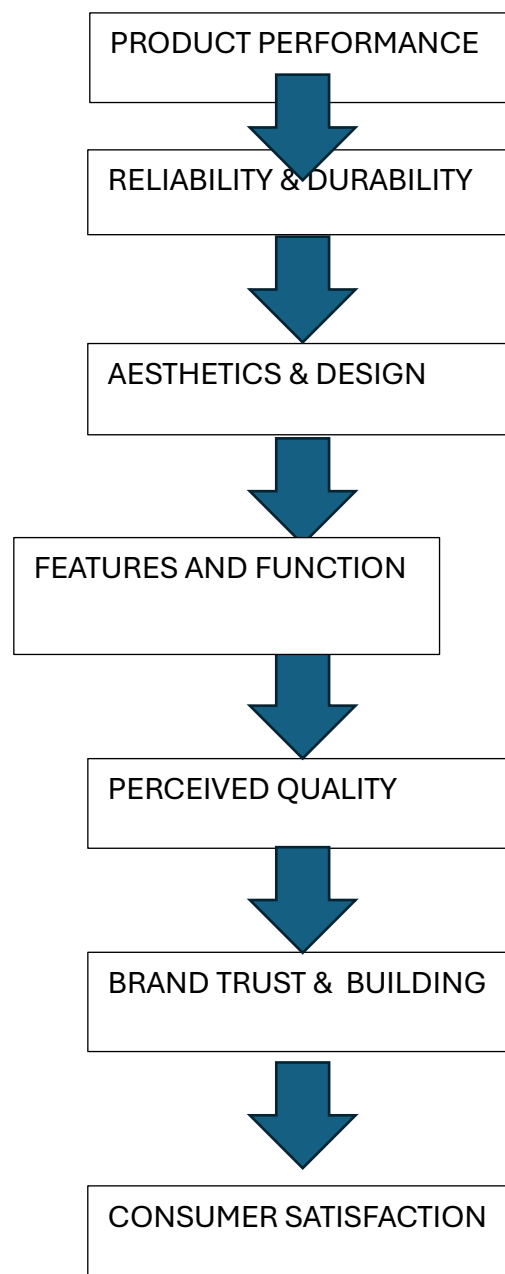 PRODUCT PERFORMANCE
RELIABILITY & DURABILITY
AESTHETICS & DESIGN
FEATURES AND FUNCTION
PERCEIVED QUALITY
BRAND TRUST &  BUILDING
CONSUMER SATISFACTION